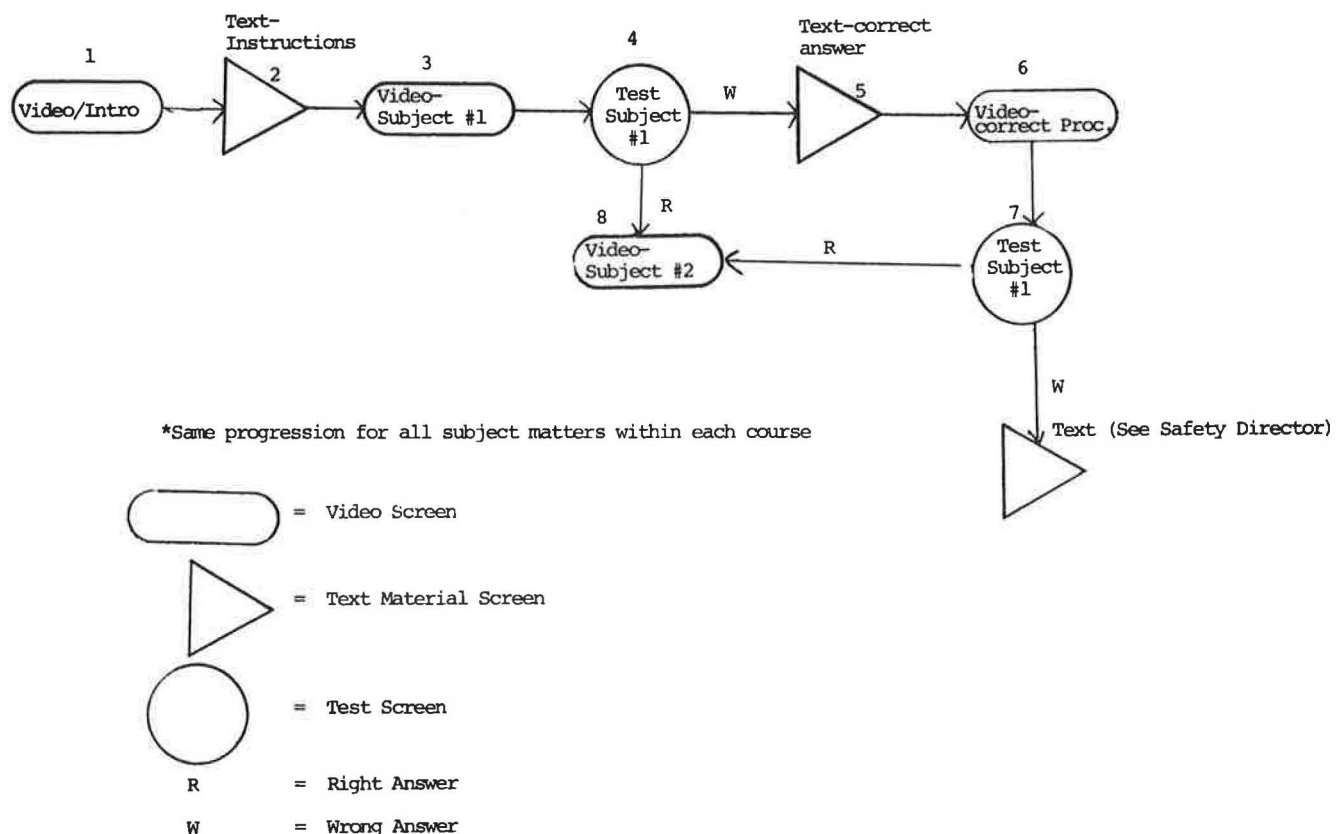 1
Video/Intro
Text-
Instructions
2
3
Video-
Subject #1
4
Test
Subject
#1
W
R
Text-correct
answer
5
6
Video-
correct Proc.
7
Test
Subject
#1
R
8
Video-
Subject #2
W
Text (See Safety Director)
*Same progression for all subject matters within each course
= Video Screen
= Text Material Screen
= Test Screen
R = Right Answer
W = Wrong Answer